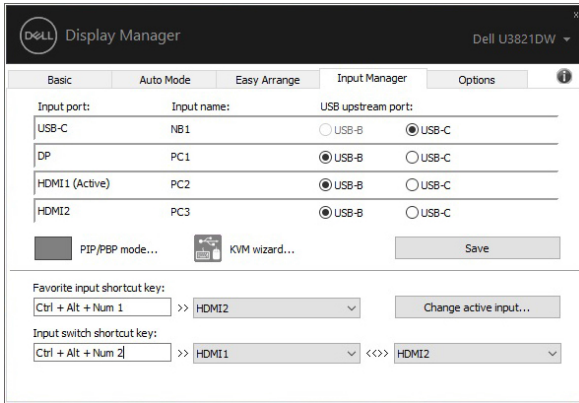 DELL Display Manager
Dell U3821DW
Basic Auto Mode Easy Arrange Input Manager Options
Input port: Input name: USB upstream port:
USB-C NB1 USB-B USB-C
DP PC1 USB-B USB-C
HDMI1 (Active) PC2 USB-B USB-C
HDMI2 PC3 USB-B USB-C
PIP/PBP mode... KVM wizard... Save
Favorite input shortcut key:
Ctrl + Alt + Num 1 >> HDMI2 Change active input...
Input switch shortcut key:
Ctrl + Alt + Num 2 >> HDMI1 <<>> HDMI2